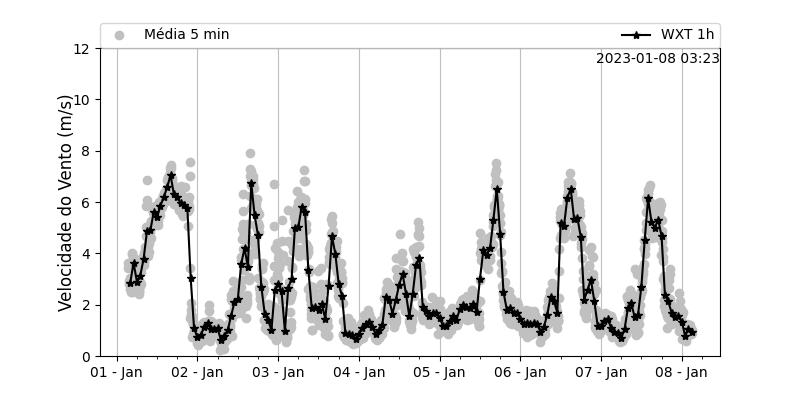 Média 5 min
WXT 1h
2023-01-08 03:23
Velocidade do Vento (m/s)
12
10
8
6
4
2
0
01 - Jan 02 - Jan 03 - Jan 04 - Jan 05 - Jan 06 - Jan 07 - Jan 08 - Jan